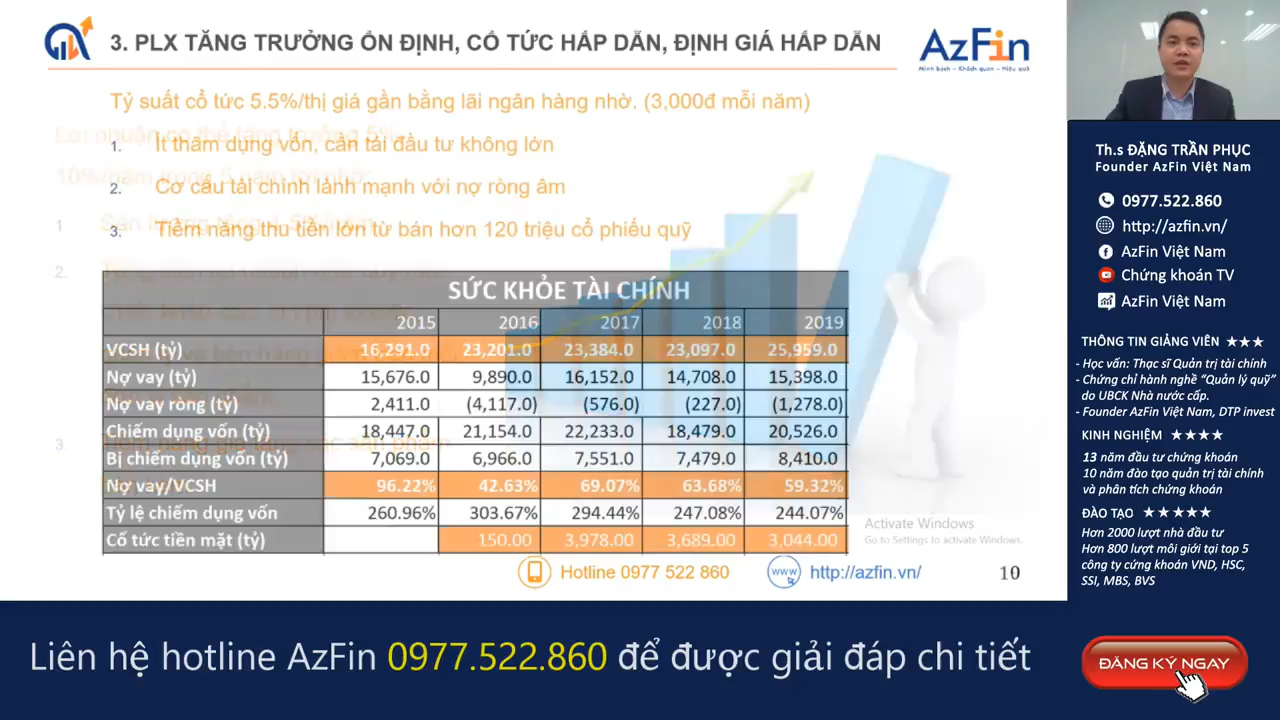 3. PLX TĂNG TRƯỞNG ỔN ĐỊNH, CỔ TỨC HẤP DẪN, ĐỊNH GIÁ HẤP DẪN
AzFin
Minh bạch – Khách quan – Hiệu quả
Tỷ suất cổ tức 5.5%/thị giá gần bằng lãi ngân hàng nhờ. (3,000đ mỗi năm)
1. Ít thâm dụng vốn, cần tái đầu tư không lớn
2. Cơ cấu tài chính lành mạnh với nợ ròng âm
3. Tiềm năng thu tiền lớn từ bán hơn 120 triệu cổ phiếu quỹ
SỨC KHỎE TÀI CHÍNH
2015 2016 2017 2018 2019
VCSH (tỷ) 16,291.0 23,201.0 23,384.0 23,097.0 25,959.0
Nợ vay (tỷ) 15,676.0 9,890.0 16,152.0 14,708.0 15,398.0
Nợ vay ròng (tỷ) 2,411.0 (4,117.0) (576.0) (227.0) (1,278.0)
Chiếm dụng vốn (tỷ) 18,447.0 21,154.0 22,233.0 18,479.0 20,526.0
Bị chiếm dụng vốn (tỷ) 7,069.0 6,966.0 7,551.0 7,479.0 8,410.0
Nợ vay/VCSH 96.22% 42.63% 69.07% 63.68% 59.32%
Tỷ lệ chiếm dụng vốn 260.96% 303.67% 294.44% 247.08% 244.07%
Cổ tức tiền mặt (tỷ) 150.00 3,978.00 3,689.00 3,044.00
Activate Windows
Go to Settings to activate Windows.
Hotline 0977 522 860
www http://azfin.vn/
10
Th.s ĐẶNG TRẦN PHỤC
Founder AzFin Việt Nam
0977.522.860
http://azfin.vn/
AzFin Việt Nam
Chứng khoán TV
AzFin Việt Nam
THÔNG TIN GIẢNG VIÊN ★★★
- Học vấn: Thạc sĩ Quản trị tài chính
- Chứng chỉ hành nghề “Quản lý quỹ”
do UBCK Nhà nước cấp.
- Founder AzFin Việt Nam, DTP invest
KINH NGHIỆM ★★★★
13 năm đầu tư chứng khoán
10 năm đào tạo quản trị tài chính
và phân tích chứng khoán
ĐÀO TẠO ★★★★★
Hơn 2000 lượt nhà đầu tư
Hơn 800 lượt môi giới tại top 5
công ty cứng khoán VND, HSC,
SSI, MBS, BVS
Liên hệ hotline AzFin 0977.522.860 để được giải đáp chi tiết
ĐĂNG KÝ NGAY